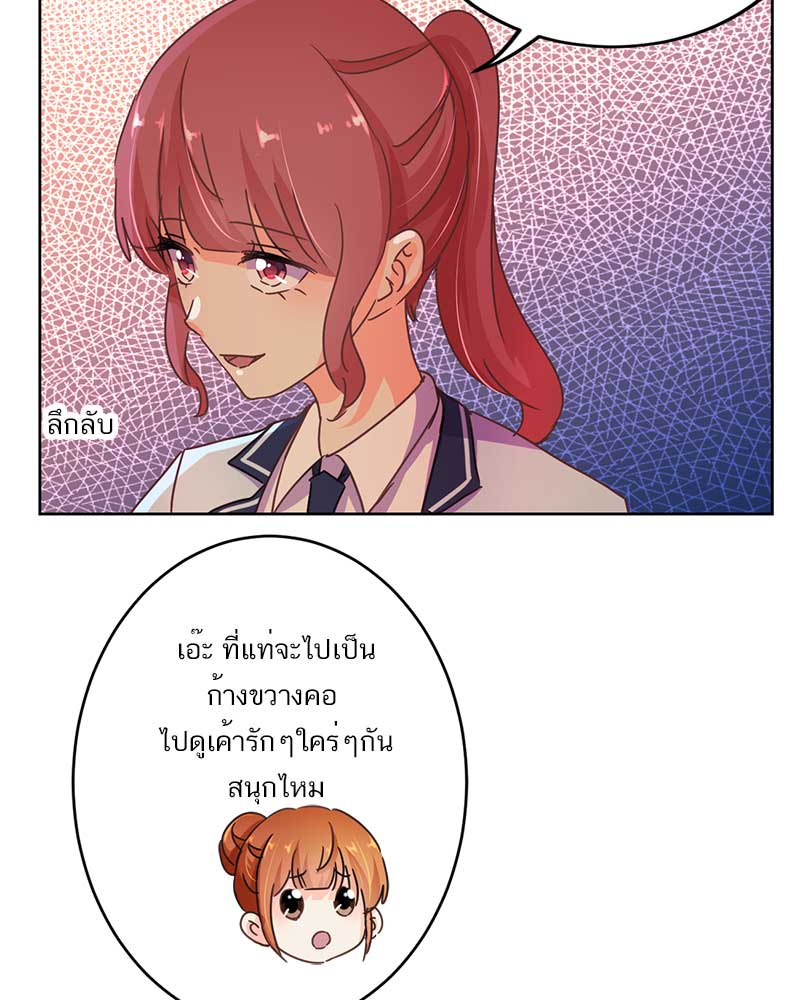 ลึกลับ
เอ๊ะ ที่แท่จะไปเป็น
ก้างขวางคอ
ไปดูเค้ารักๆใคร่ๆกัน
สนุกไหม